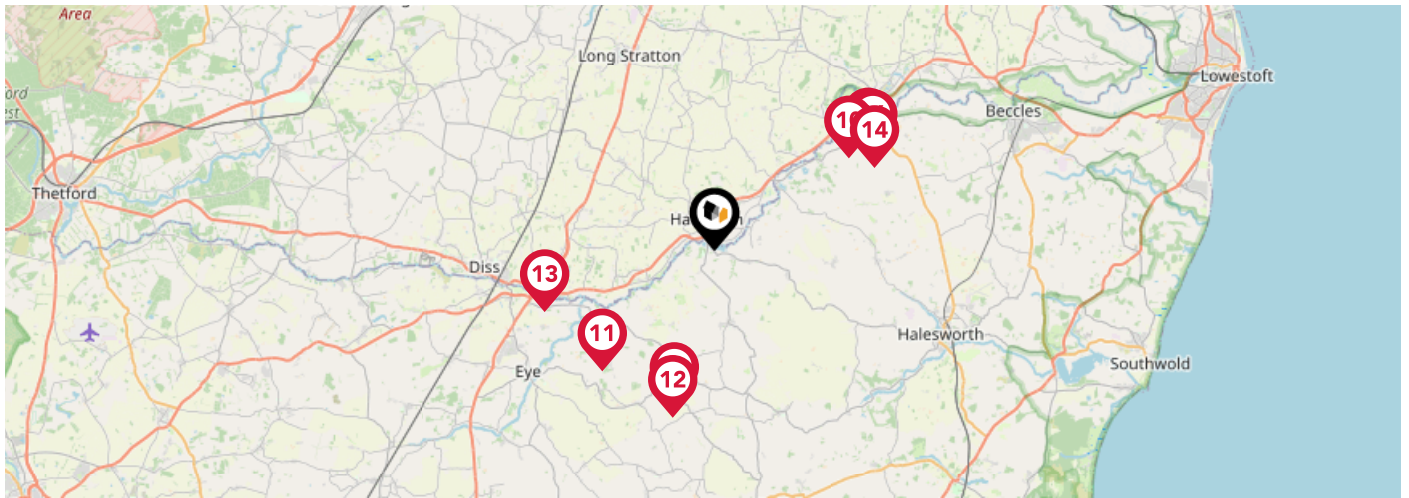 Area
Long Stratton
Lowestoft
Beccles
14
Thetford
Diss
13
11
Halesworth
Eye
12
Southwold